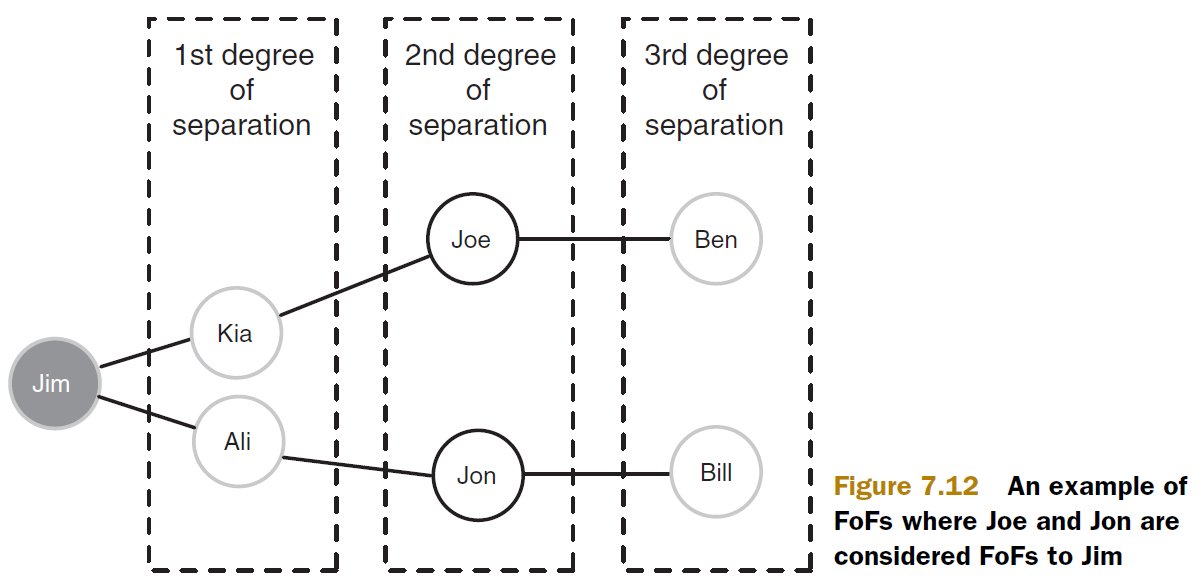 1st degree
of
separation
2nd degree
of
separation
3rd degree
of
separation
Joe
Ben
Kia
Jim
Ali
Jon
Bill
Figure 7.12 An example of
FoFs where Joe and Jon are
considered FoFs to Jim